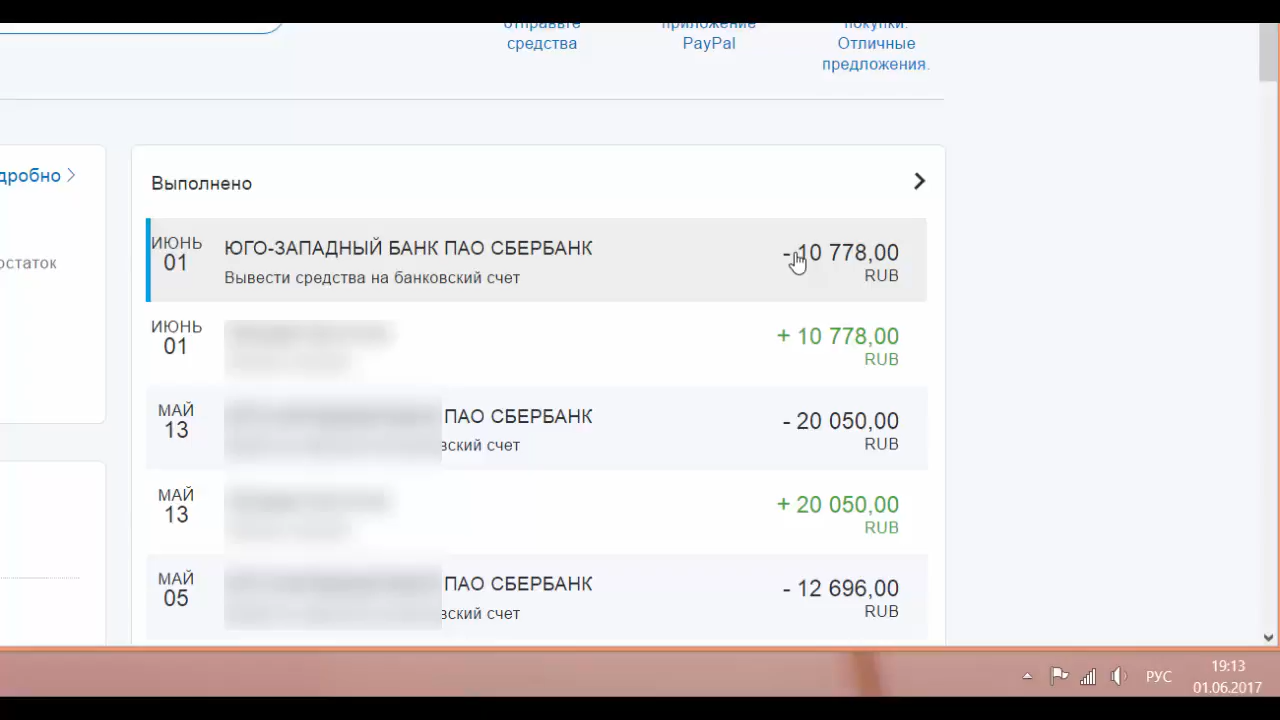 отправьте
средства
приложение
PayPal
покупки.
Отличные
предложения.
дробно
остаток
Выполнено
ИЮНЬ
01
ЮГО-ЗАПАДНЫЙ БАНК ПАО СБЕРБАНК
Вывести средства на банковский счет
- 10 778,00
RUB
ИЮНЬ
01
+ 10 778,00
RUB
МАЙ
13
ПАО СБЕРБАНК
вский счет
- 20 050,00
RUB
МАЙ
13
+ 20 050,00
RUB
МАЙ
05
ПАО СБЕРБАНК
вский счет
- 12 696,00
RUB
РУС
19:13
01.06.2017